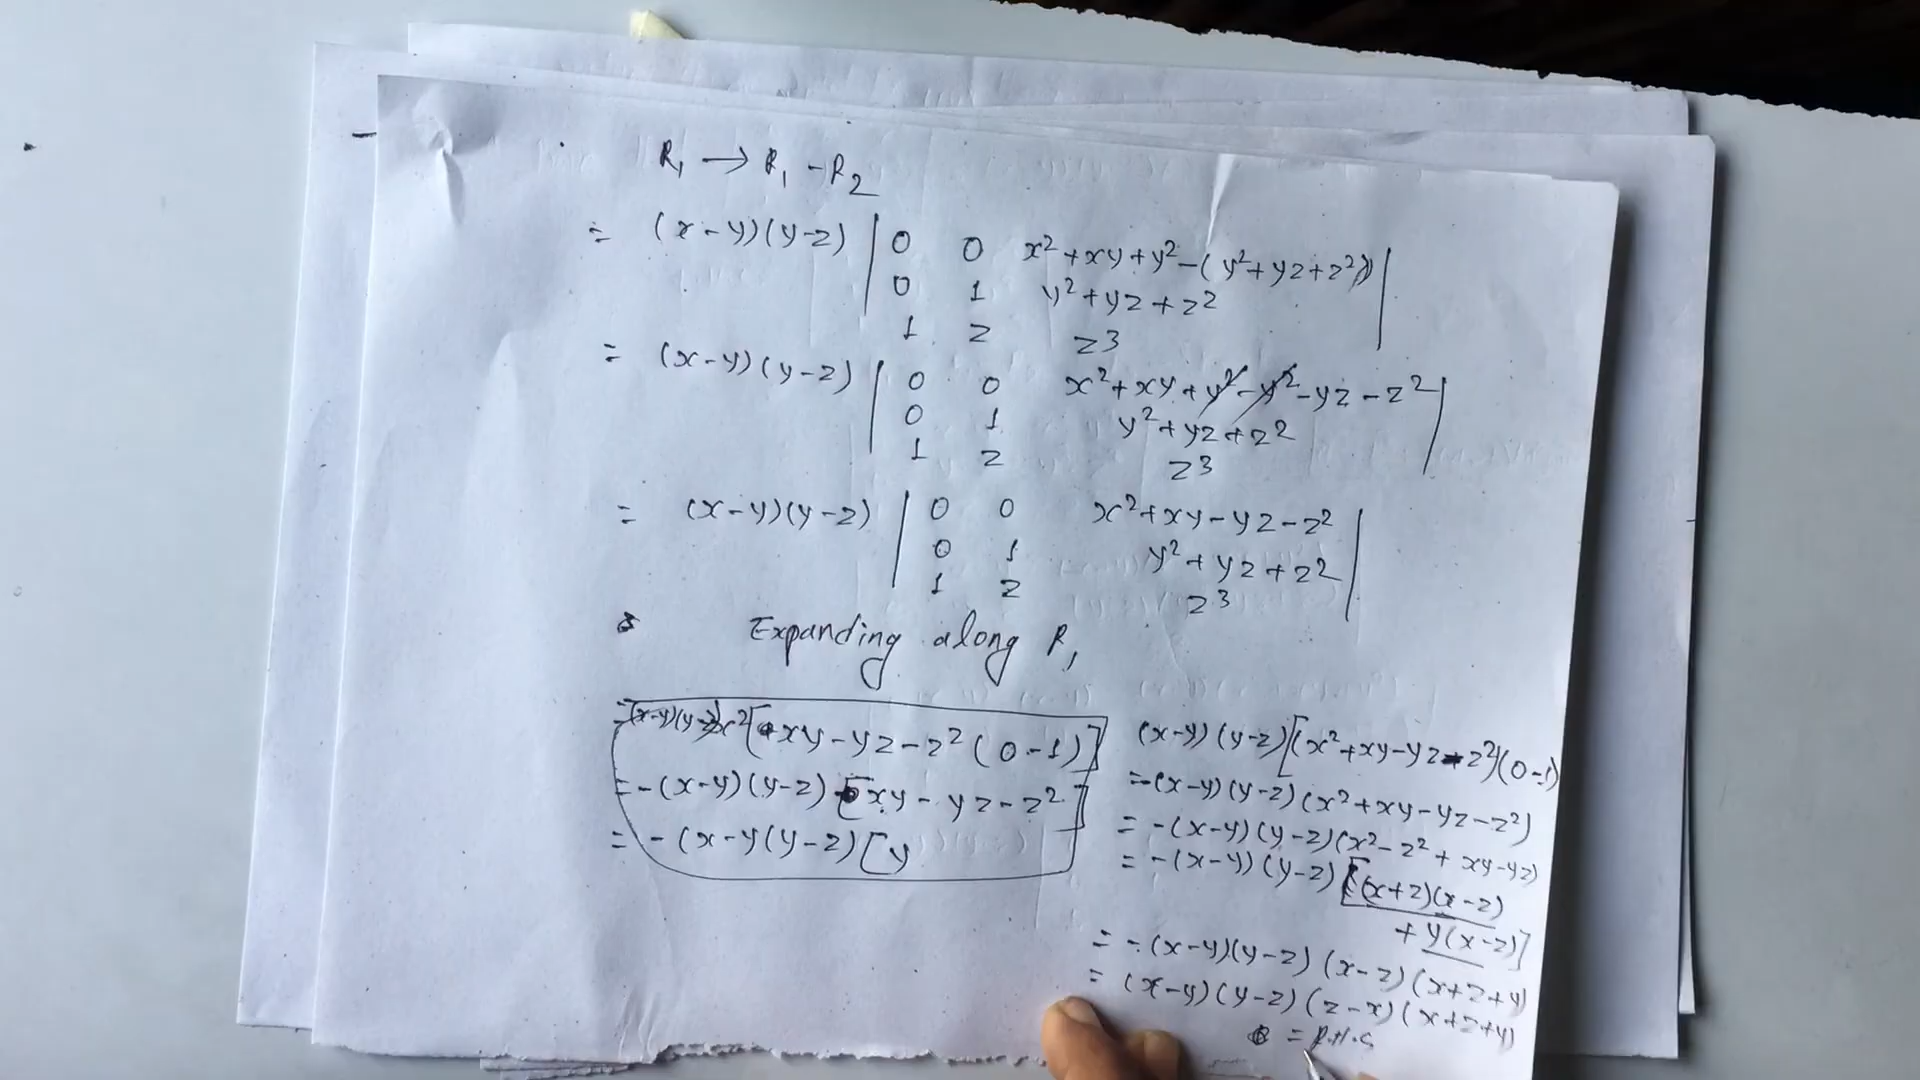 R₁ → R₁ - R₂
= (x-y)(y-z) | 0 0 x²+xy+y²-(y²+yz+z²)) |
0 1 y²+yz+z²
1 z z³
= (x-y)(y-z) | 0 0 x²+xy+y²-y²-yz-z² |
0 1 y²+yz+z²
1 z z³
= (x-y)(y-z) | 0 0 x²+xy-yz-z² |
0 1 y²+yz+z²
1 z z³
Expanding along R₁
= (x-y)(y-z)x²[+xy-yz-z²(0-1)]
= -(x-y)(y-z) [xy-yz-z²]
= -(x-y(y-z)[y
(x-y)(y-z)[(x²+xy-yz-z²)(0-1)
= -(x-y)(y-z)(x²+xy-yz-z²)
= -(x-y)(y-z)(x²-z²+xy-yz)
= -(x-y)(y-z)[(x+z)(x-z)
+y(x-z)]
= -(x-y)(y-z)(x-z)(x+z+y)
= (x-y)(y-z)(z-x)(x+z+y)
= R.H.S